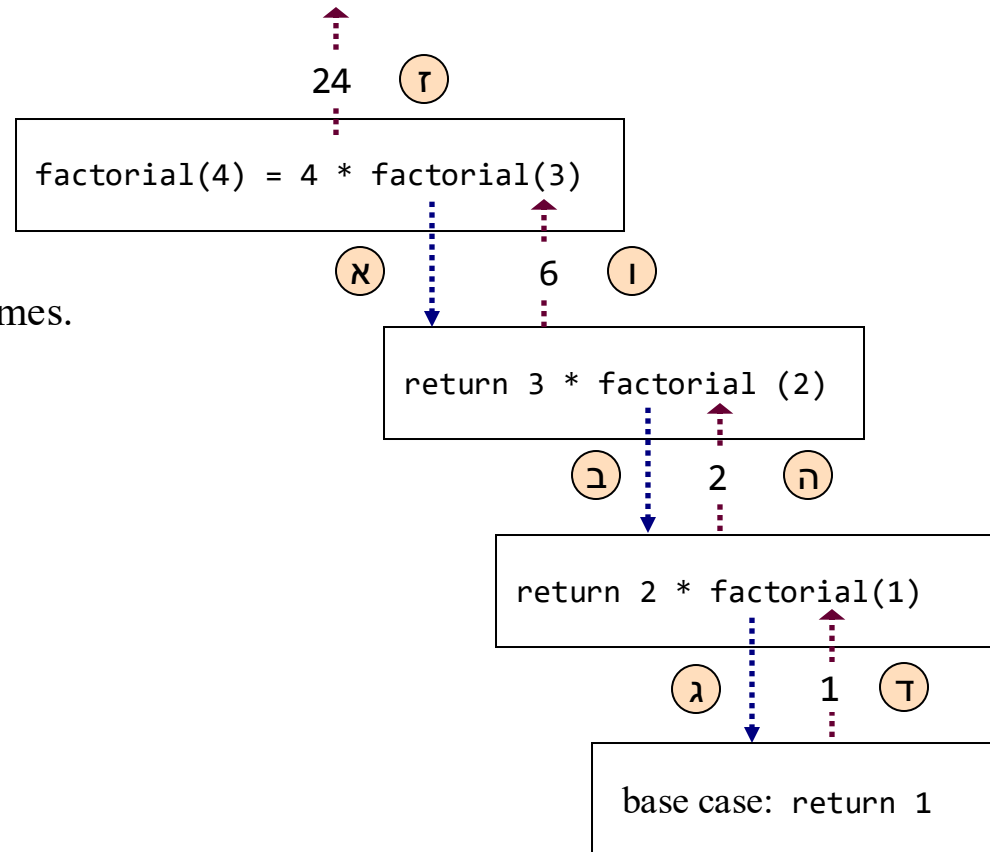 24 ז
factorial(4) = 4 * factorial(3)
א 6 ו
mes.
return 3 * factorial (2)
ב 2 ה
return 2 * factorial(1)
ג 1 ד
base case: return 1